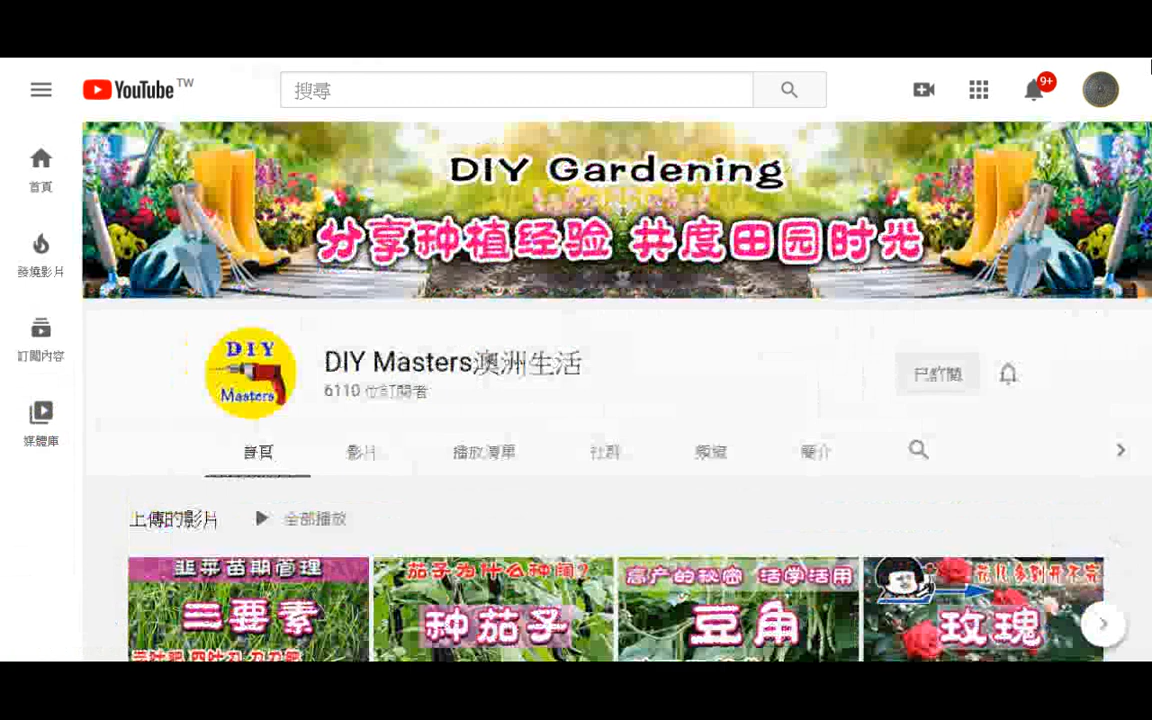 YouTube TW
搜尋
9+
首頁
發燒影片
訂閱內容
媒體庫
DIY Gardening
分享种植经验 共度田园时光
DIY
Masters
DIY Masters澳洲生活
6110 位訂閱者
已訂閱
首頁 影片 播放清單 社群 頻道 簡介
上傳的影片 全部播放
韭菜苗期管理
三要素
茄子为什么种阔?
种茄子
高产的秘密 活学活用
豆角
花儿多到开不完
玫瑰